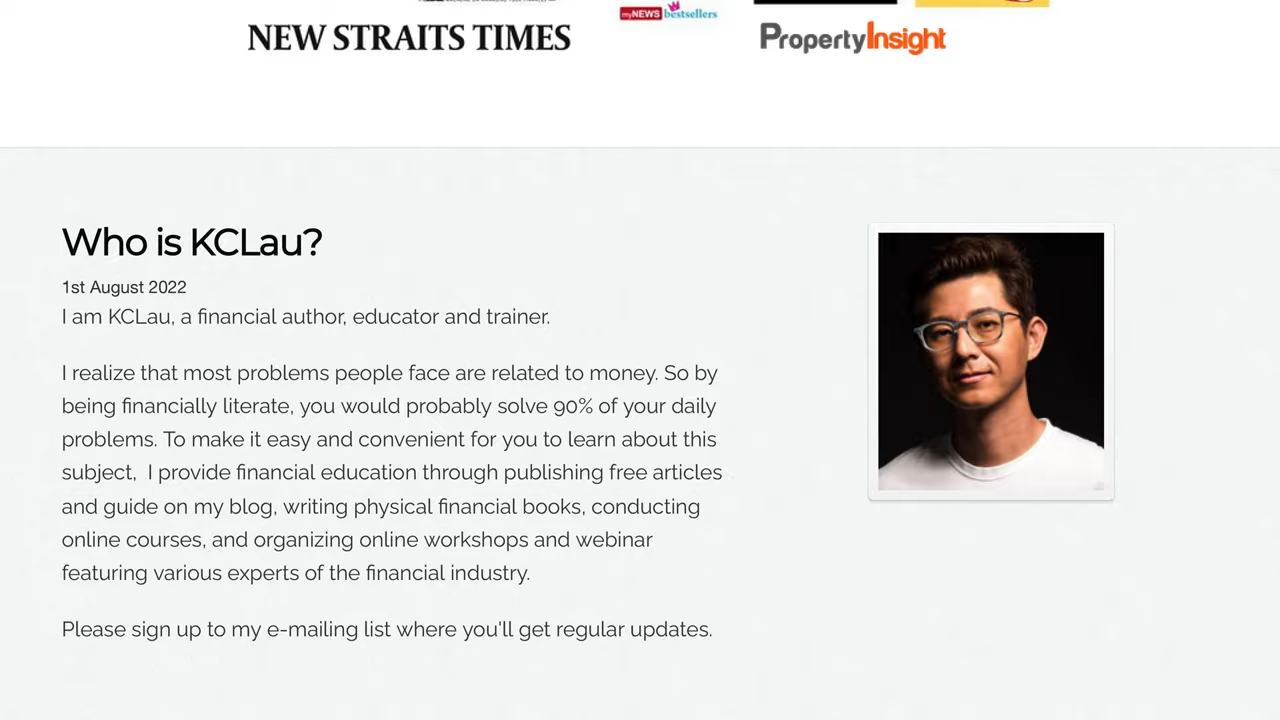 NEW STRAITS TIMES
myNEWS bestsellers
PropertyInsight
Who is KCLau?
1st August 2022
I am KCLau, a financial author, educator and trainer.
I realize that most problems people face are related to money. So by
being financially literate, you would probably solve 90% of your daily
problems. To make it easy and convenient for you to learn about this
subject,  I provide financial education through publishing free articles
and guide on my blog, writing physical financial books, conducting
online courses, and organizing online workshops and webinar
featuring various experts of the financial industry.
Please sign up to my e-mailing list where you'll get regular updates.